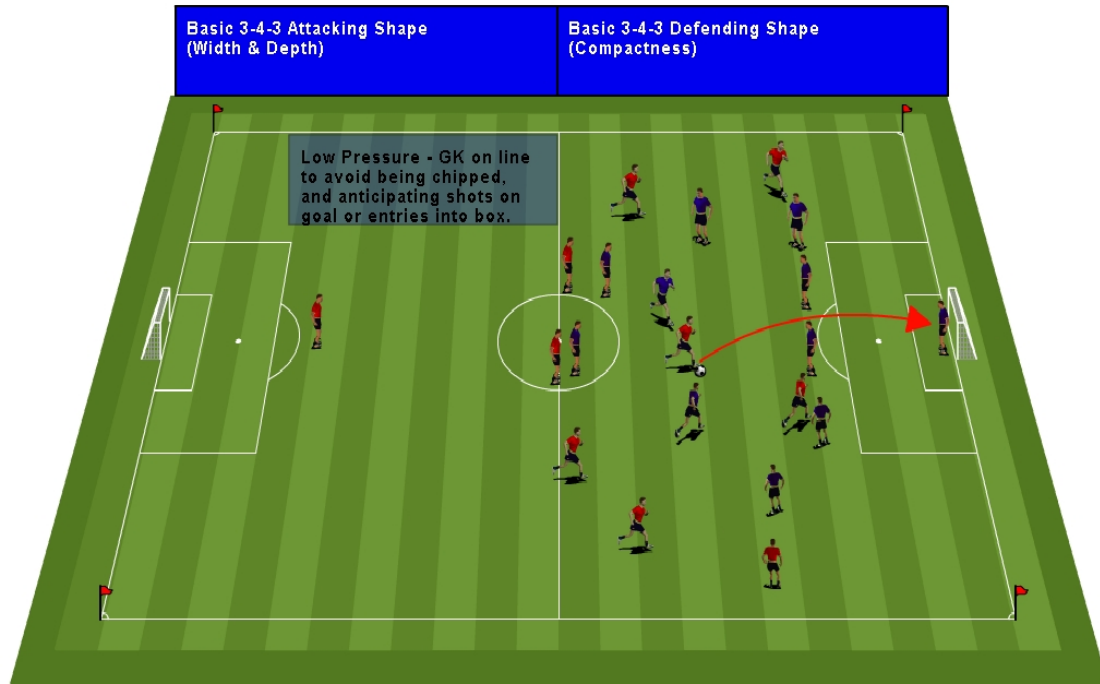 Basic 3-4-3 Attacking Shape
(Width & Depth)
Basic 3-4-3 Defending Shape
(Compactness)
Low Pressure - GK on line
to avoid being chipped,
and anticipating shots on
goal or entries into box.